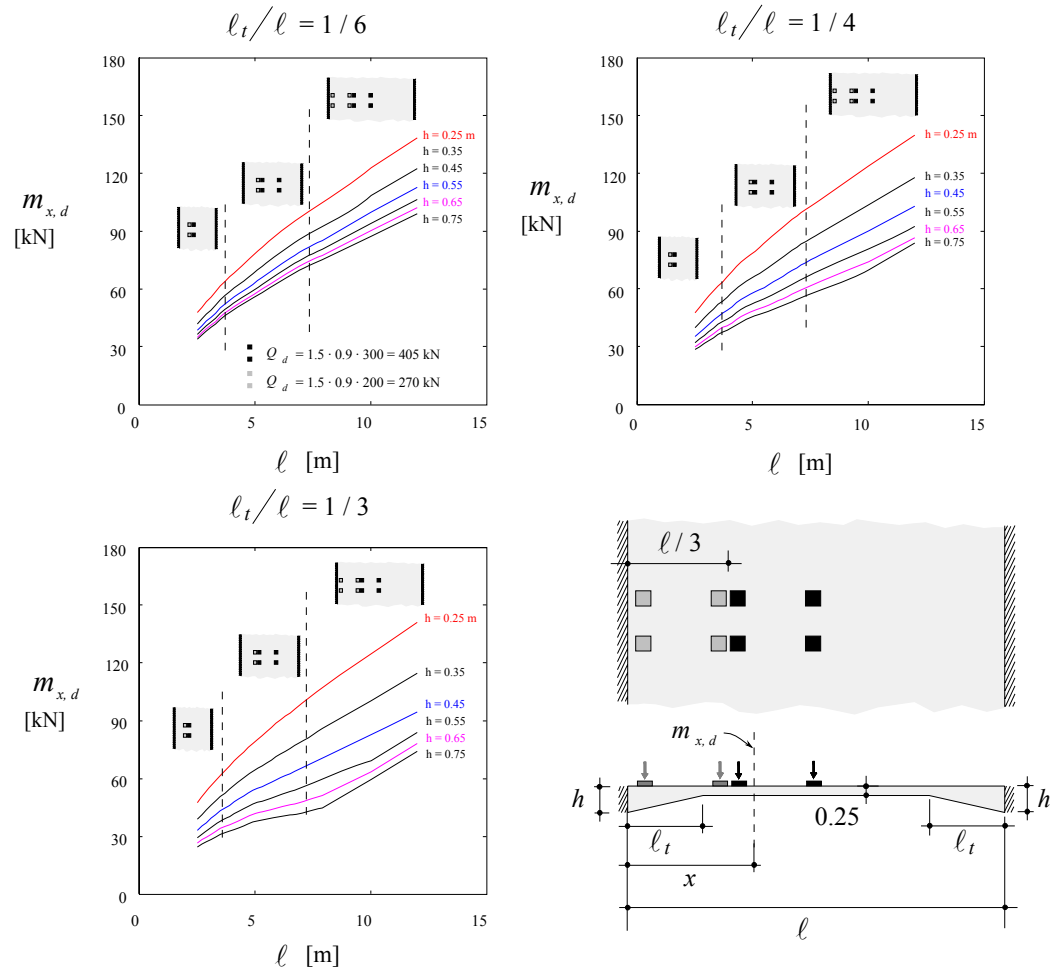 ℓt/ℓ = 1 / 6
mx, d
[kN]
180
150
120
90
60
30
0
h = 0.25 m
h = 0.35
h = 0.45
h = 0.55
h = 0.65
h = 0.75
Q d = 1.5 · 0.9 · 300 = 405 kN
Q d = 1.5 · 0.9 · 200 = 270 kN
0 5 10 15
ℓ [m]
ℓt/ℓ = 1 / 4
mx, d
[kN]
180
150
120
90
60
30
0
h = 0.25 m
h = 0.35
h = 0.45
h = 0.55
h = 0.65
h = 0.75
0 5 10 15
ℓ [m]
ℓt/ℓ = 1 / 3
mx, d
[kN]
180
150
120
90
60
30
0
h = 0.25 m
h = 0.35
h = 0.45
h = 0.55
h = 0.65
h = 0.75
0 5 10 15
ℓ [m]
ℓ / 3
mx, d
h
h
0.25
ℓt
ℓt
x
ℓ